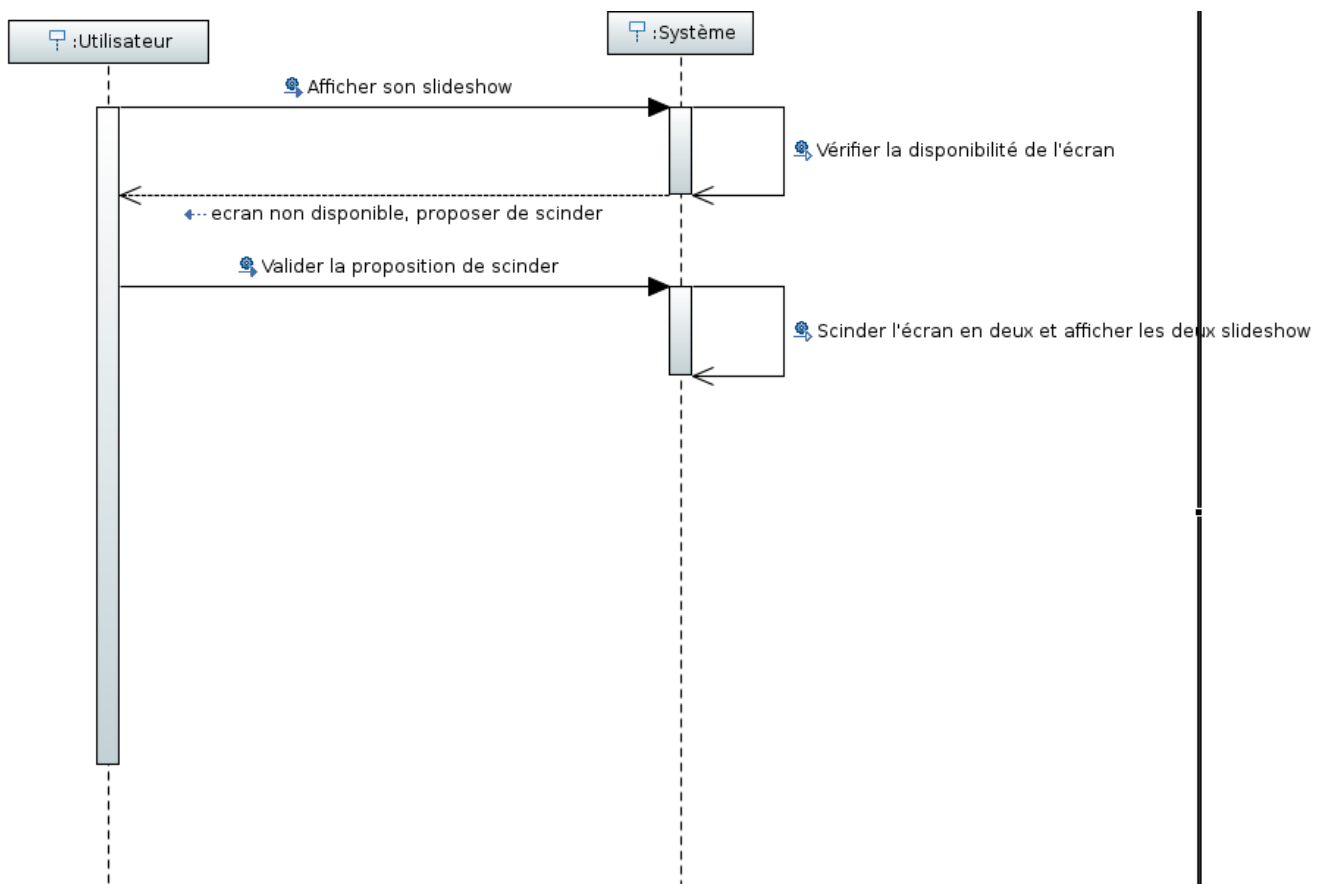 :Utilisateur
:Système
Afficher son slideshow
Vérifier la disponibilité de l'écran
ecran non disponible, proposer de scinder
Valider la proposition de scinder
Scinder l'écran en deux et afficher les deux slideshow